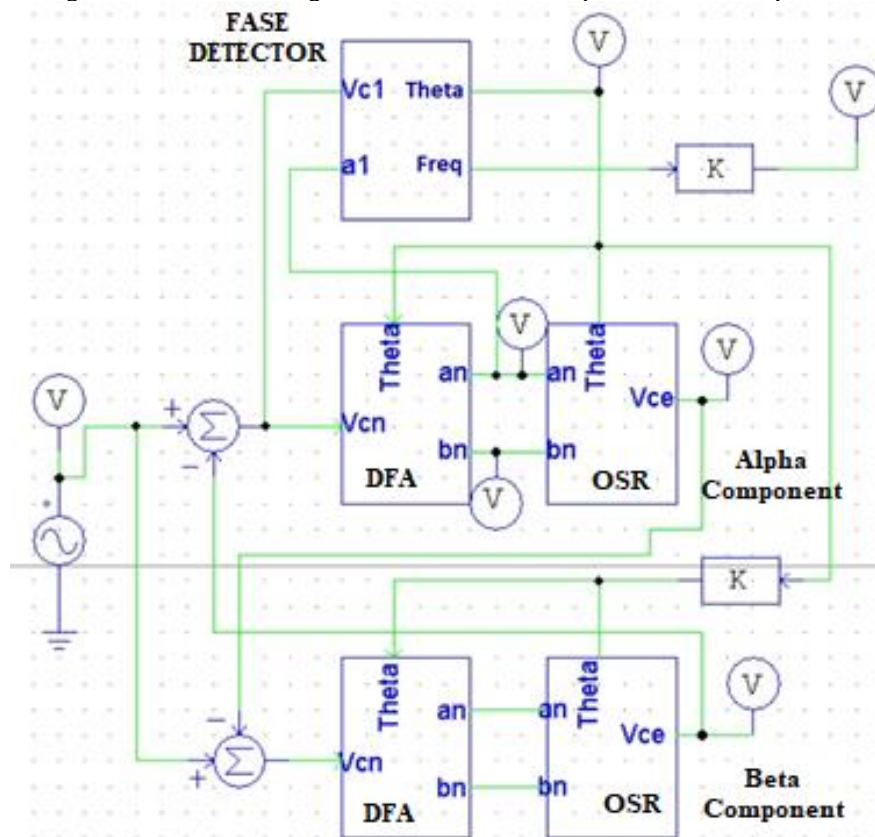 FASE
DETECTOR
V
Vc1
Theta
V
a1
Freq
K
Theta
V
Theta
V
V
an
an
Vce
+
Σ
Vcn
-
bn
bn
DFA
V
OSR
Alpha
Component
K
Theta
Theta
V
an
an
-
Vce
Σ
+
Vcn
bn
bn
DFA
OSR
Beta
Component